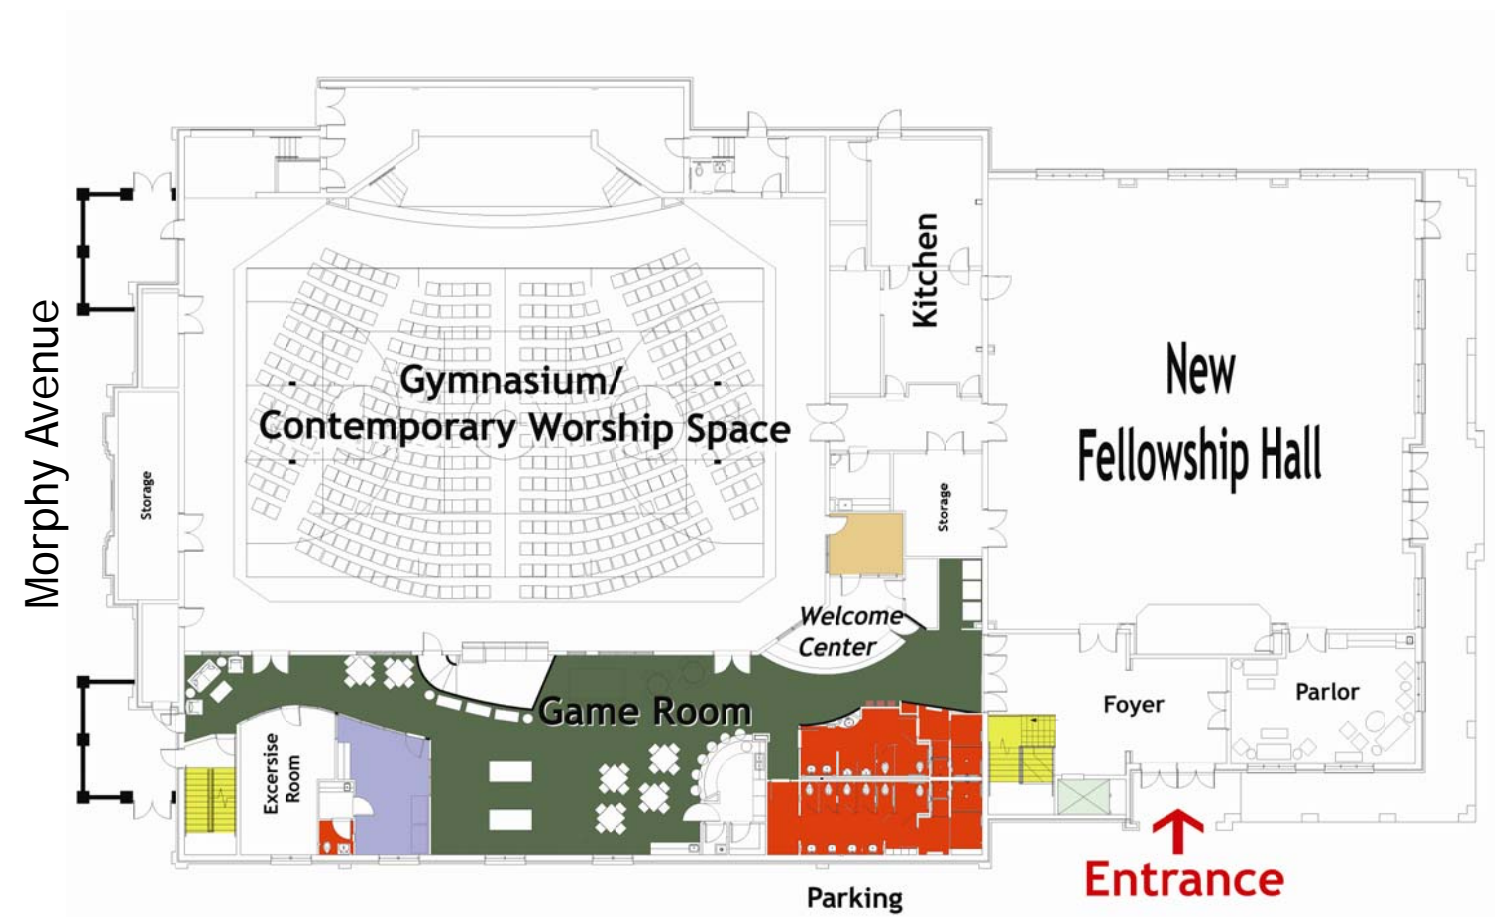 Morphy Avenue
Kitchen
Gymnasium/
Contemporary Worship Space
New
Fellowship Hall
Storage
Storage
Welcome
Center
Game Room
Foyer
Parlor
Excersise
Room
Entrance
Parking